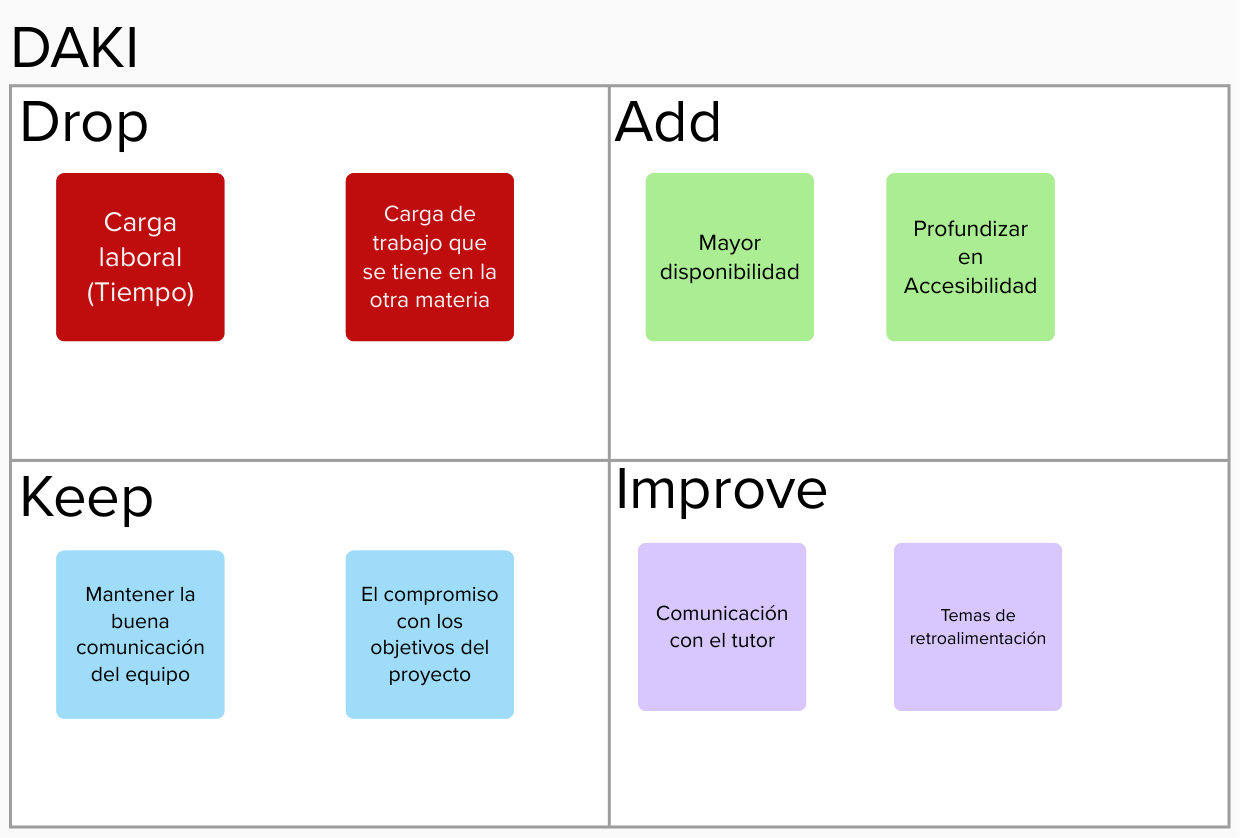 DAKI
Drop
Carga
laboral
(Tiempo)
Carga de
trabajo que
se tiene en la
otra materia
Add
Mayor
disponibilidad
Profundizar
en
Accesibilidad
Keep
Mantener la
buena
comunicación
del equipo
El compromiso
con los
objetivos del
proyecto
Improve
Comunicación
con el tutor
Temas de
retroalimentación